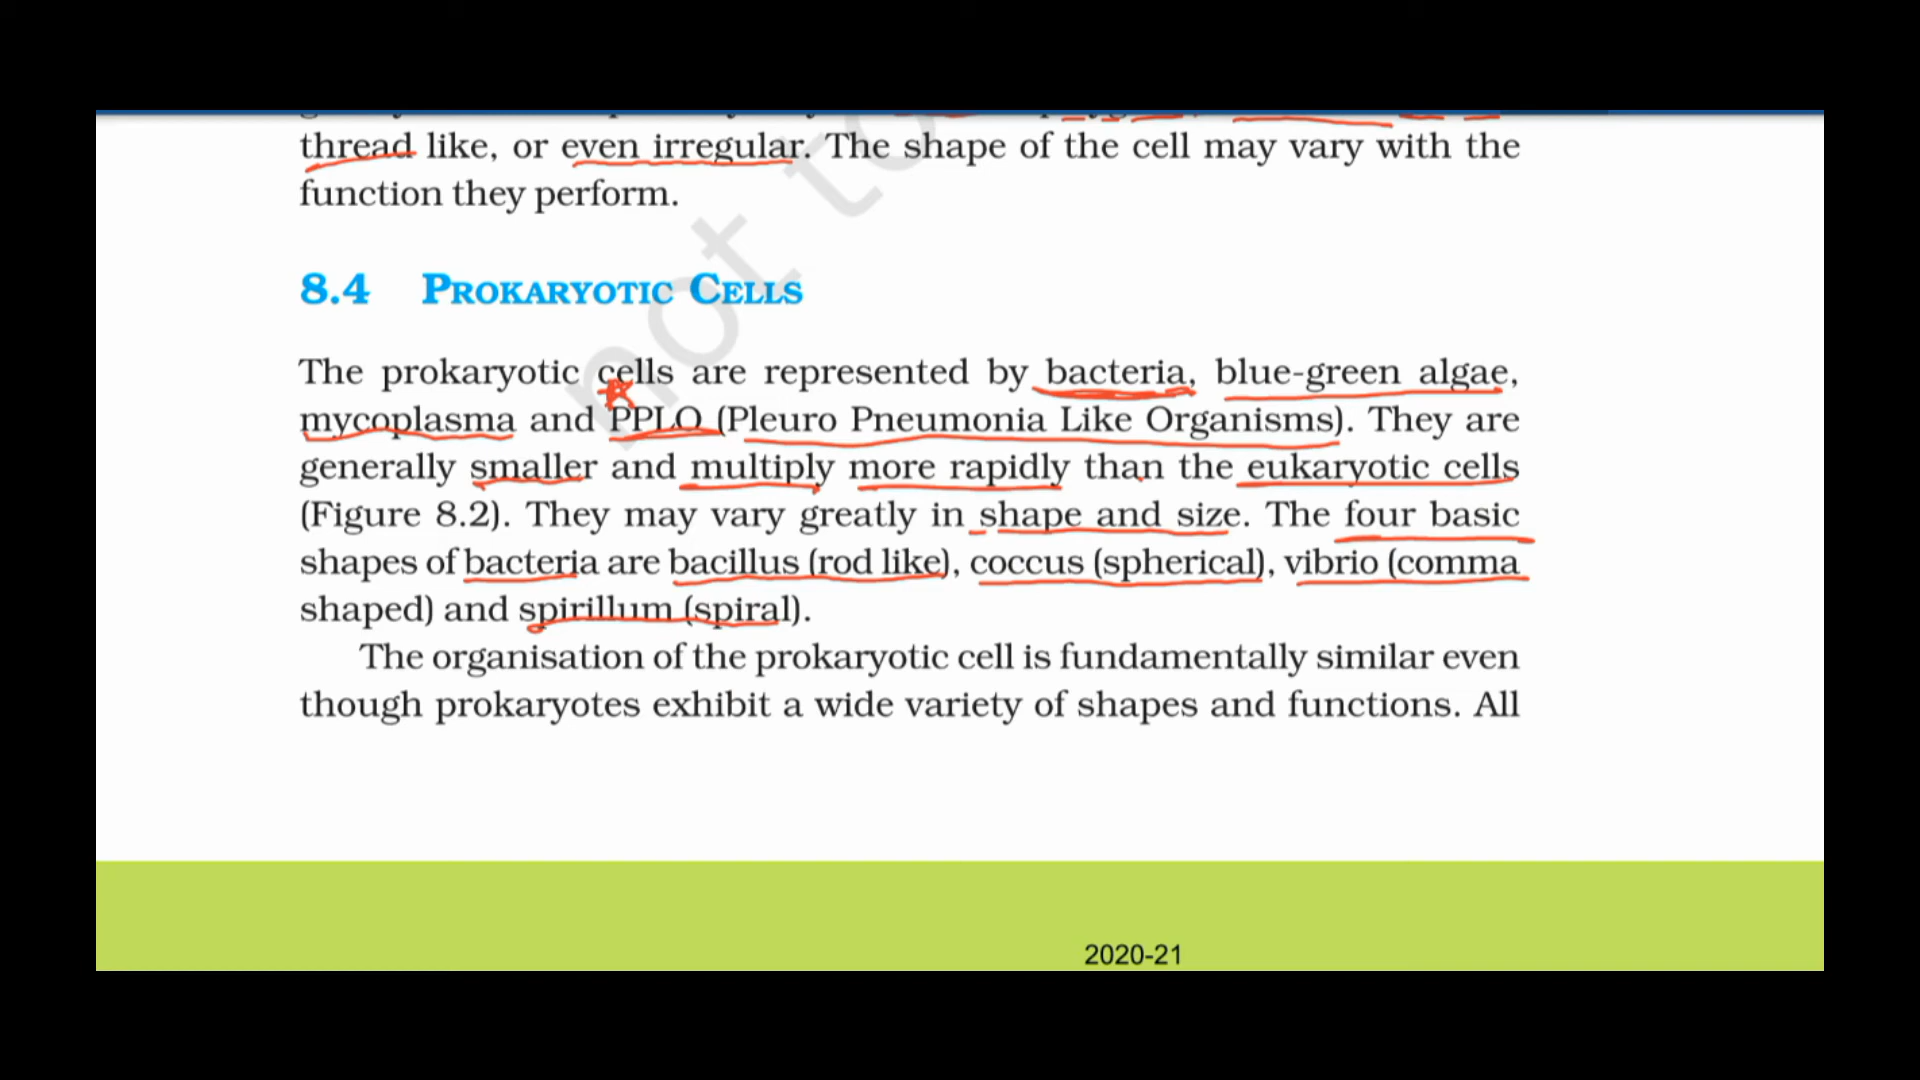 thread like, or even irregular. The shape of the cell may vary with the
function they perform.
8.4 PROKARYOTIC CELLS
The prokaryotic cells are represented by bacteria, blue-green algae,
mycoplasma and PPLO (Pleuro Pneumonia Like Organisms). They are
generally smaller and multiply more rapidly than the eukaryotic cells
(Figure 8.2). They may vary greatly in shape and size. The four basic
shapes of bacteria are bacillus (rod like), coccus (spherical), vibrio (comma
shaped) and spirillum (spiral).
The organisation of the prokaryotic cell is fundamentally similar even
though prokaryotes exhibit a wide variety of shapes and functions. All
not to
2020-21